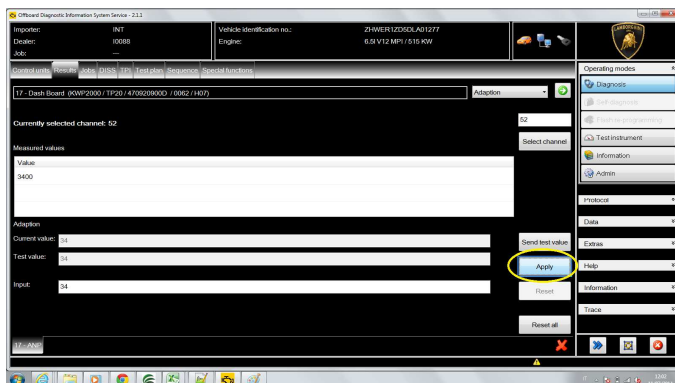 Offboard Diagnostic Information System Service - 2.1.1
Importer: INT
Dealer: I0088
Job: ---
Vehicle identification no.: ZHWER1ZD5DLA01277
Engine: 6.5l V12 MPI / 515 KW
LAMBORGHINI
Control units Results Jobs DISS TPI Test plan Sequence Special functions
17 - Dash Board (KWP2000 / TP20 / 470920900D / 0062 / H07)
Adaption
Currently selected channel: 52
52
Select channel
Measured values
Value
3400
Adaption
Current value: 34
Send test value
Test value: 34
Apply
Input: 34
Reset
Reset all
17 - ANP
Operating modes
Diagnosis
Self-diagnosis
Flash re-programming
Test instrument
Information
Admin
Protocol
Data
Extras
Help
Information
Trace
IT
13:02